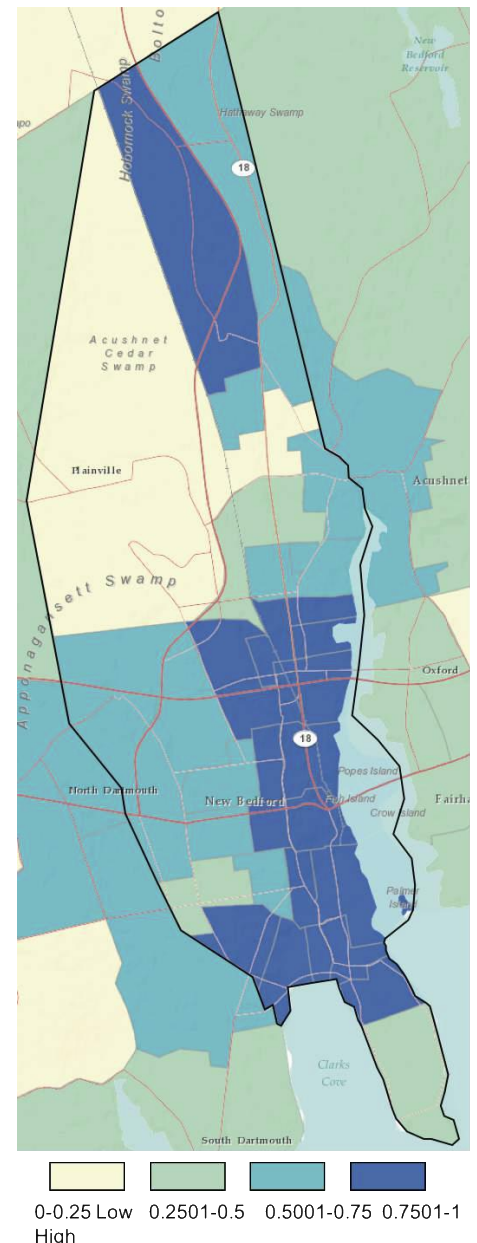 Bolto
New
Bedford
Reservoir
Hobomock Swamp
Hathaway Swamp
18
Acushnet
Cedar
Swamp
Plainville
Acushnet
Apponagansett Swamp
Oxford
18
Popes Island
North Dartmouth
New Bedford
Fish Island
Fairha
Crow Island
Palmer
Island
Clarks
Cove
South Dartmouth
0-0.25 Low 0.2501-0.5 0.5001-0.75 0.7501-1
High